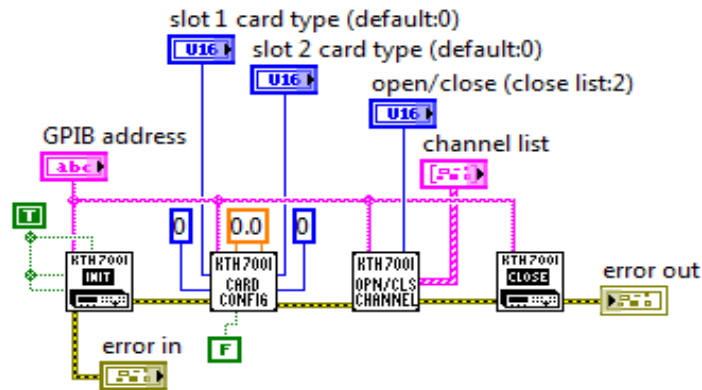 slot 1 card type (default:0)
U16
slot 2 card type (default:0)
U16
open/close (close list:2)
U16
GPIB address
abc
channel list
T
0
0.0
0
KTH7001
INIT
KTH7001
CARD
CONFIG
KTH7001
OPN/CLS
CHANNEL
KTH7001
CLOSE
error out
F
error in